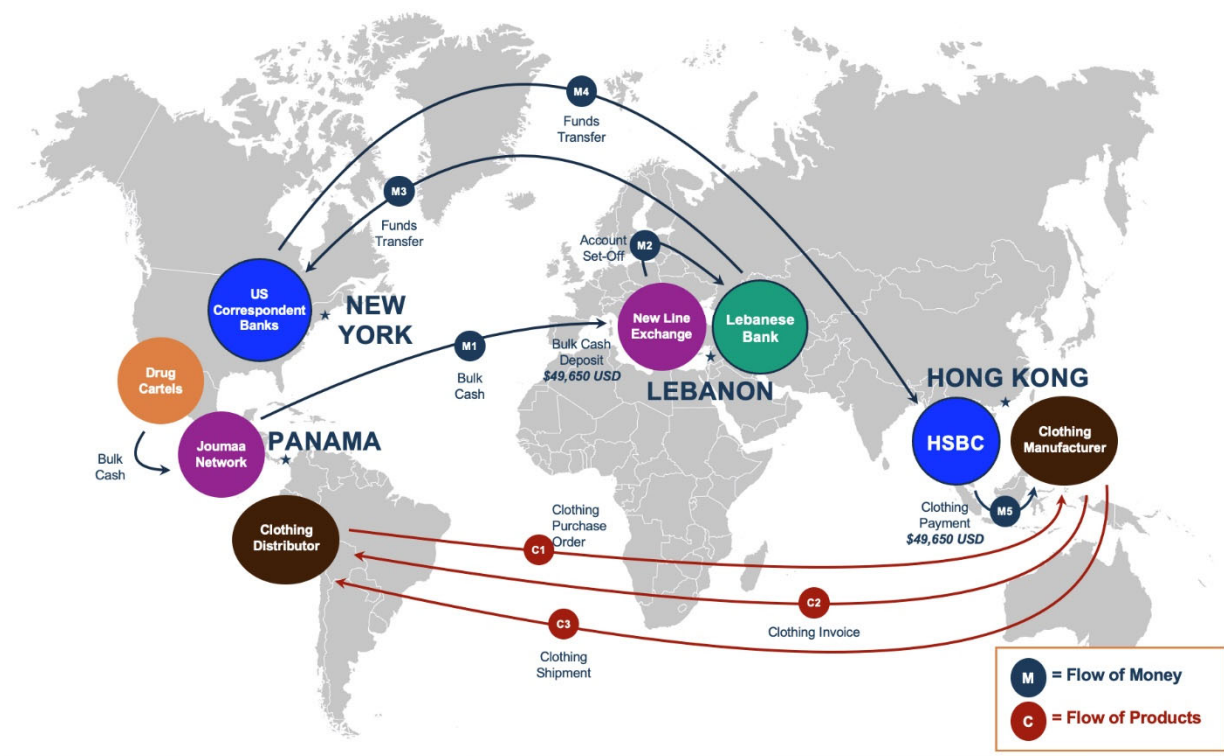 M4
Funds
Transfer
M3
Funds
Transfer
Account
Set-Off
M2
US
Correspondent
Banks
NEW
YORK
New Line
Exchange
Lebanese
Bank
M1
Bulk
Cash
Bulk Cash
Deposit
$49,650 USD
LEBANON
Drug
Cartels
HONG KONG
Joumaa
Network
PANAMA
Bulk
Cash
HSBC
Clothing
Manufacturer
Clothing
Distributor
Clothing
Purchase
Order
C1
Clothing
Payment
$49,650 USD
M5
C2
Clothing Invoice
C3
Clothing
Shipment
M = Flow of Money
C = Flow of Products